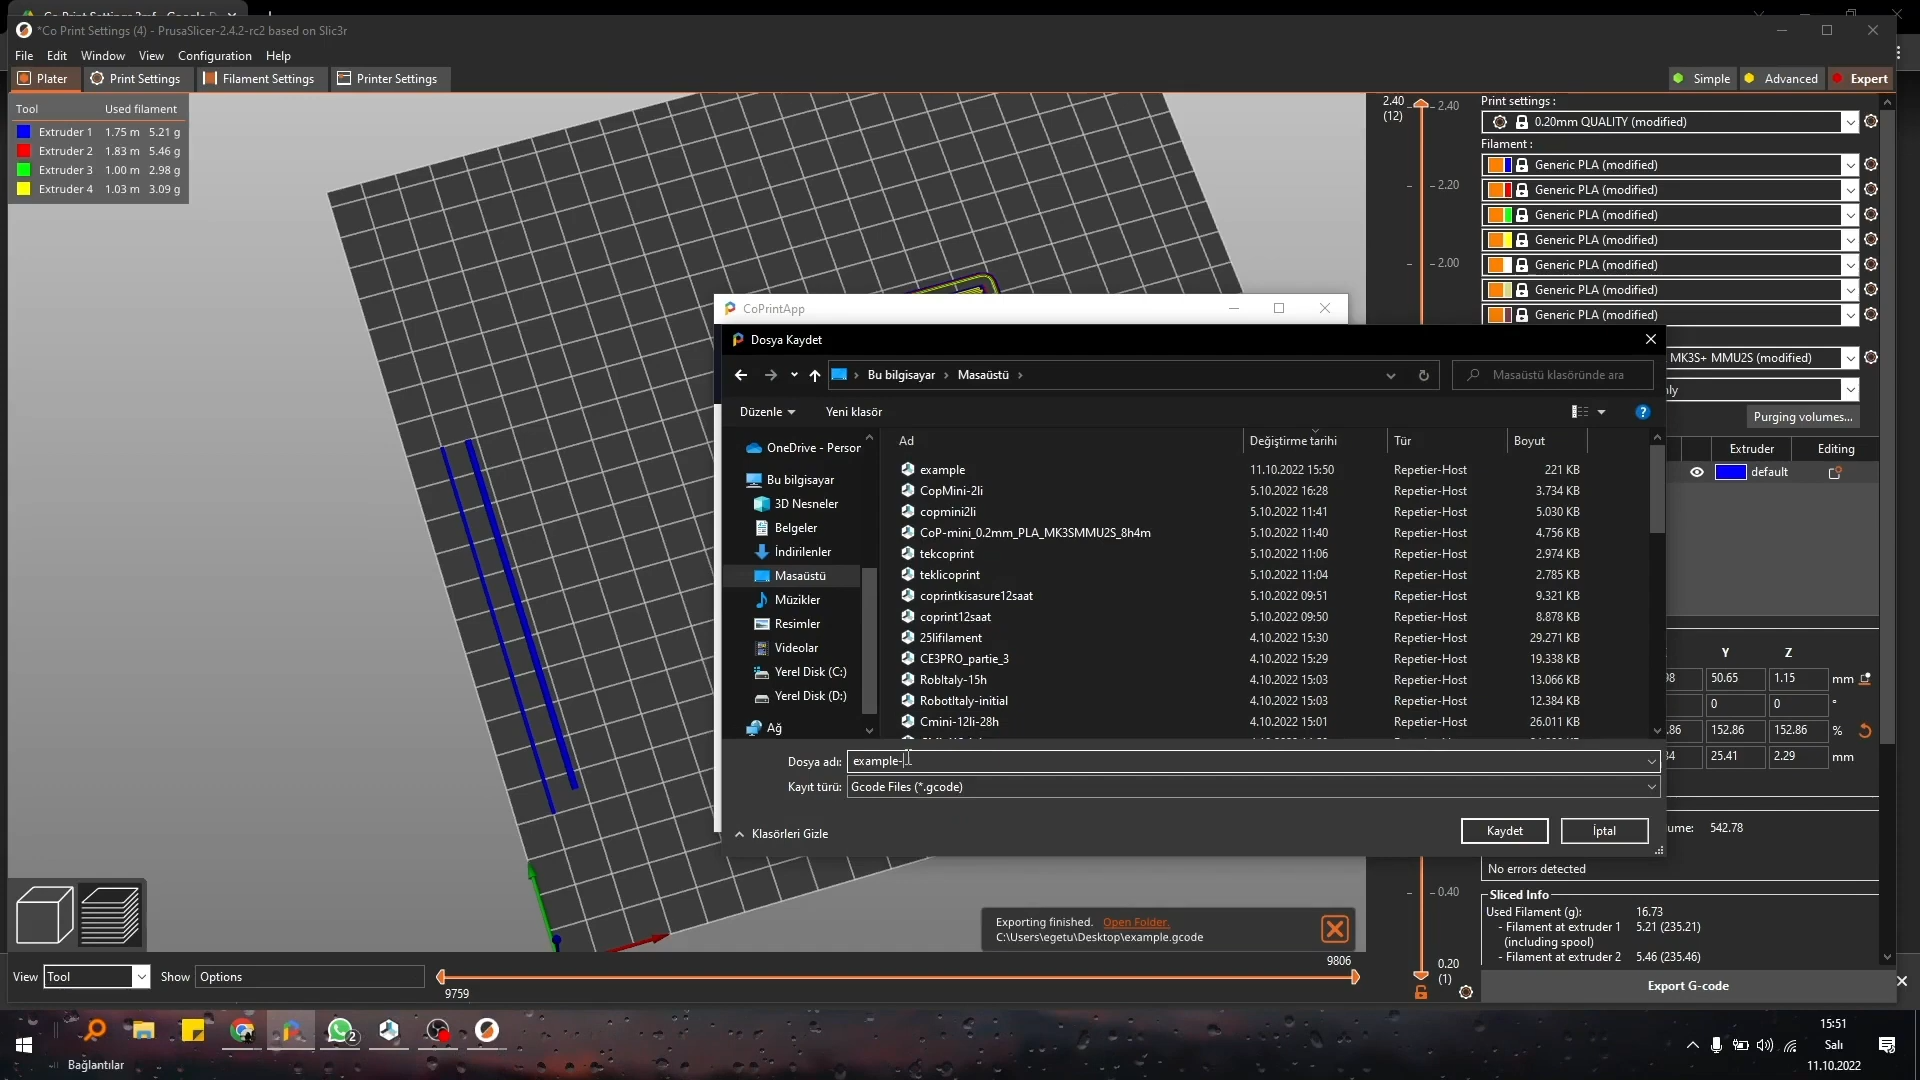 *Co Print Settings (4) - PrusaSlicer-2.4.2-rc2 based on Slic3r
File Edit Window View Configuration Help
Plater Print Settings Filament Settings Printer Settings
Simple Advanced Expert
Tool Used filament
Extruder 1 1.75 m 5.21 g
Extruder 2 1.83 m 5.46 g
Extruder 3 1.00 m 2.98 g
Extruder 4 1.03 m 3.09 g
2.40
(12)
2.40
2.20
2.00
0.40
0.20
(1)
Print settings :
0.20mm QUALITY (modified)
Filament :
Generic PLA (modified)
Generic PLA (modified)
Generic PLA (modified)
Generic PLA (modified)
Generic PLA (modified)
Generic PLA (modified)
Generic PLA (modified)
MK3S+ MMU2S (modified)
nly
Purging volumes...
Extruder Editing
default
Y Z
98 50.65 1.15 mm
0 0 °
.86 152.86 152.86 %
34 25.41 2.29 mm
ume: 542.78
No errors detected
Sliced Info
Used Filament (g): 16.73
- Filament at extruder 1 5.21 (235.21)
(including spool)
- Filament at extruder 2 5.46 (235.46)
Export G-code
CoPrintApp
Dosya Kaydet
Bu bilgisayar › Masaüstü ›
Masaüstü klasöründe ara
Düzenle Yeni klasör
OneDrive - Person
Bu bilgisayar
3D Nesneler
Belgeler
İndirilenler
Masaüstü
Müzikler
Resimler
Videolar
Yerel Disk (C:)
Yerel Disk (D:)
Ağ
Ad Değiştirme tarihi Tür Boyut
example 11.10.2022 15:50 Repetier-Host 221 KB
CopMini-2li 5.10.2022 16:28 Repetier-Host 3.734 KB
copmini2li 5.10.2022 11:41 Repetier-Host 5.030 KB
CoP-mini_0.2mm_PLA_MK3SMMU2S_8h4m 5.10.2022 11:40 Repetier-Host 4.756 KB
tekcoprint 5.10.2022 11:06 Repetier-Host 2.974 KB
teklicoprint 5.10.2022 11:04 Repetier-Host 2.785 KB
coprintkisasure12saat 5.10.2022 09:51 Repetier-Host 9.321 KB
coprint12saat 5.10.2022 09:50 Repetier-Host 8.878 KB
25lifilament 4.10.2022 15:30 Repetier-Host 29.271 KB
CE3PRO_partie_3 4.10.2022 15:29 Repetier-Host 19.338 KB
RobItaly-15h 4.10.2022 15:03 Repetier-Host 13.066 KB
RobotItaly-initial 4.10.2022 15:03 Repetier-Host 12.384 KB
Cmini-12li-28h 4.10.2022 15:01 Repetier-Host 26.011 KB
Dosya adı: example-
Kayıt türü: Gcode Files (*.gcode)
Klasörleri Gizle
Kaydet İptal
Exporting finished. Open Folder.
C:\Users\egetu\Desktop\example.gcode
View Tool Show Options
9806
9759
2
Bağlantılar
15:51
Salı
11.10.2022